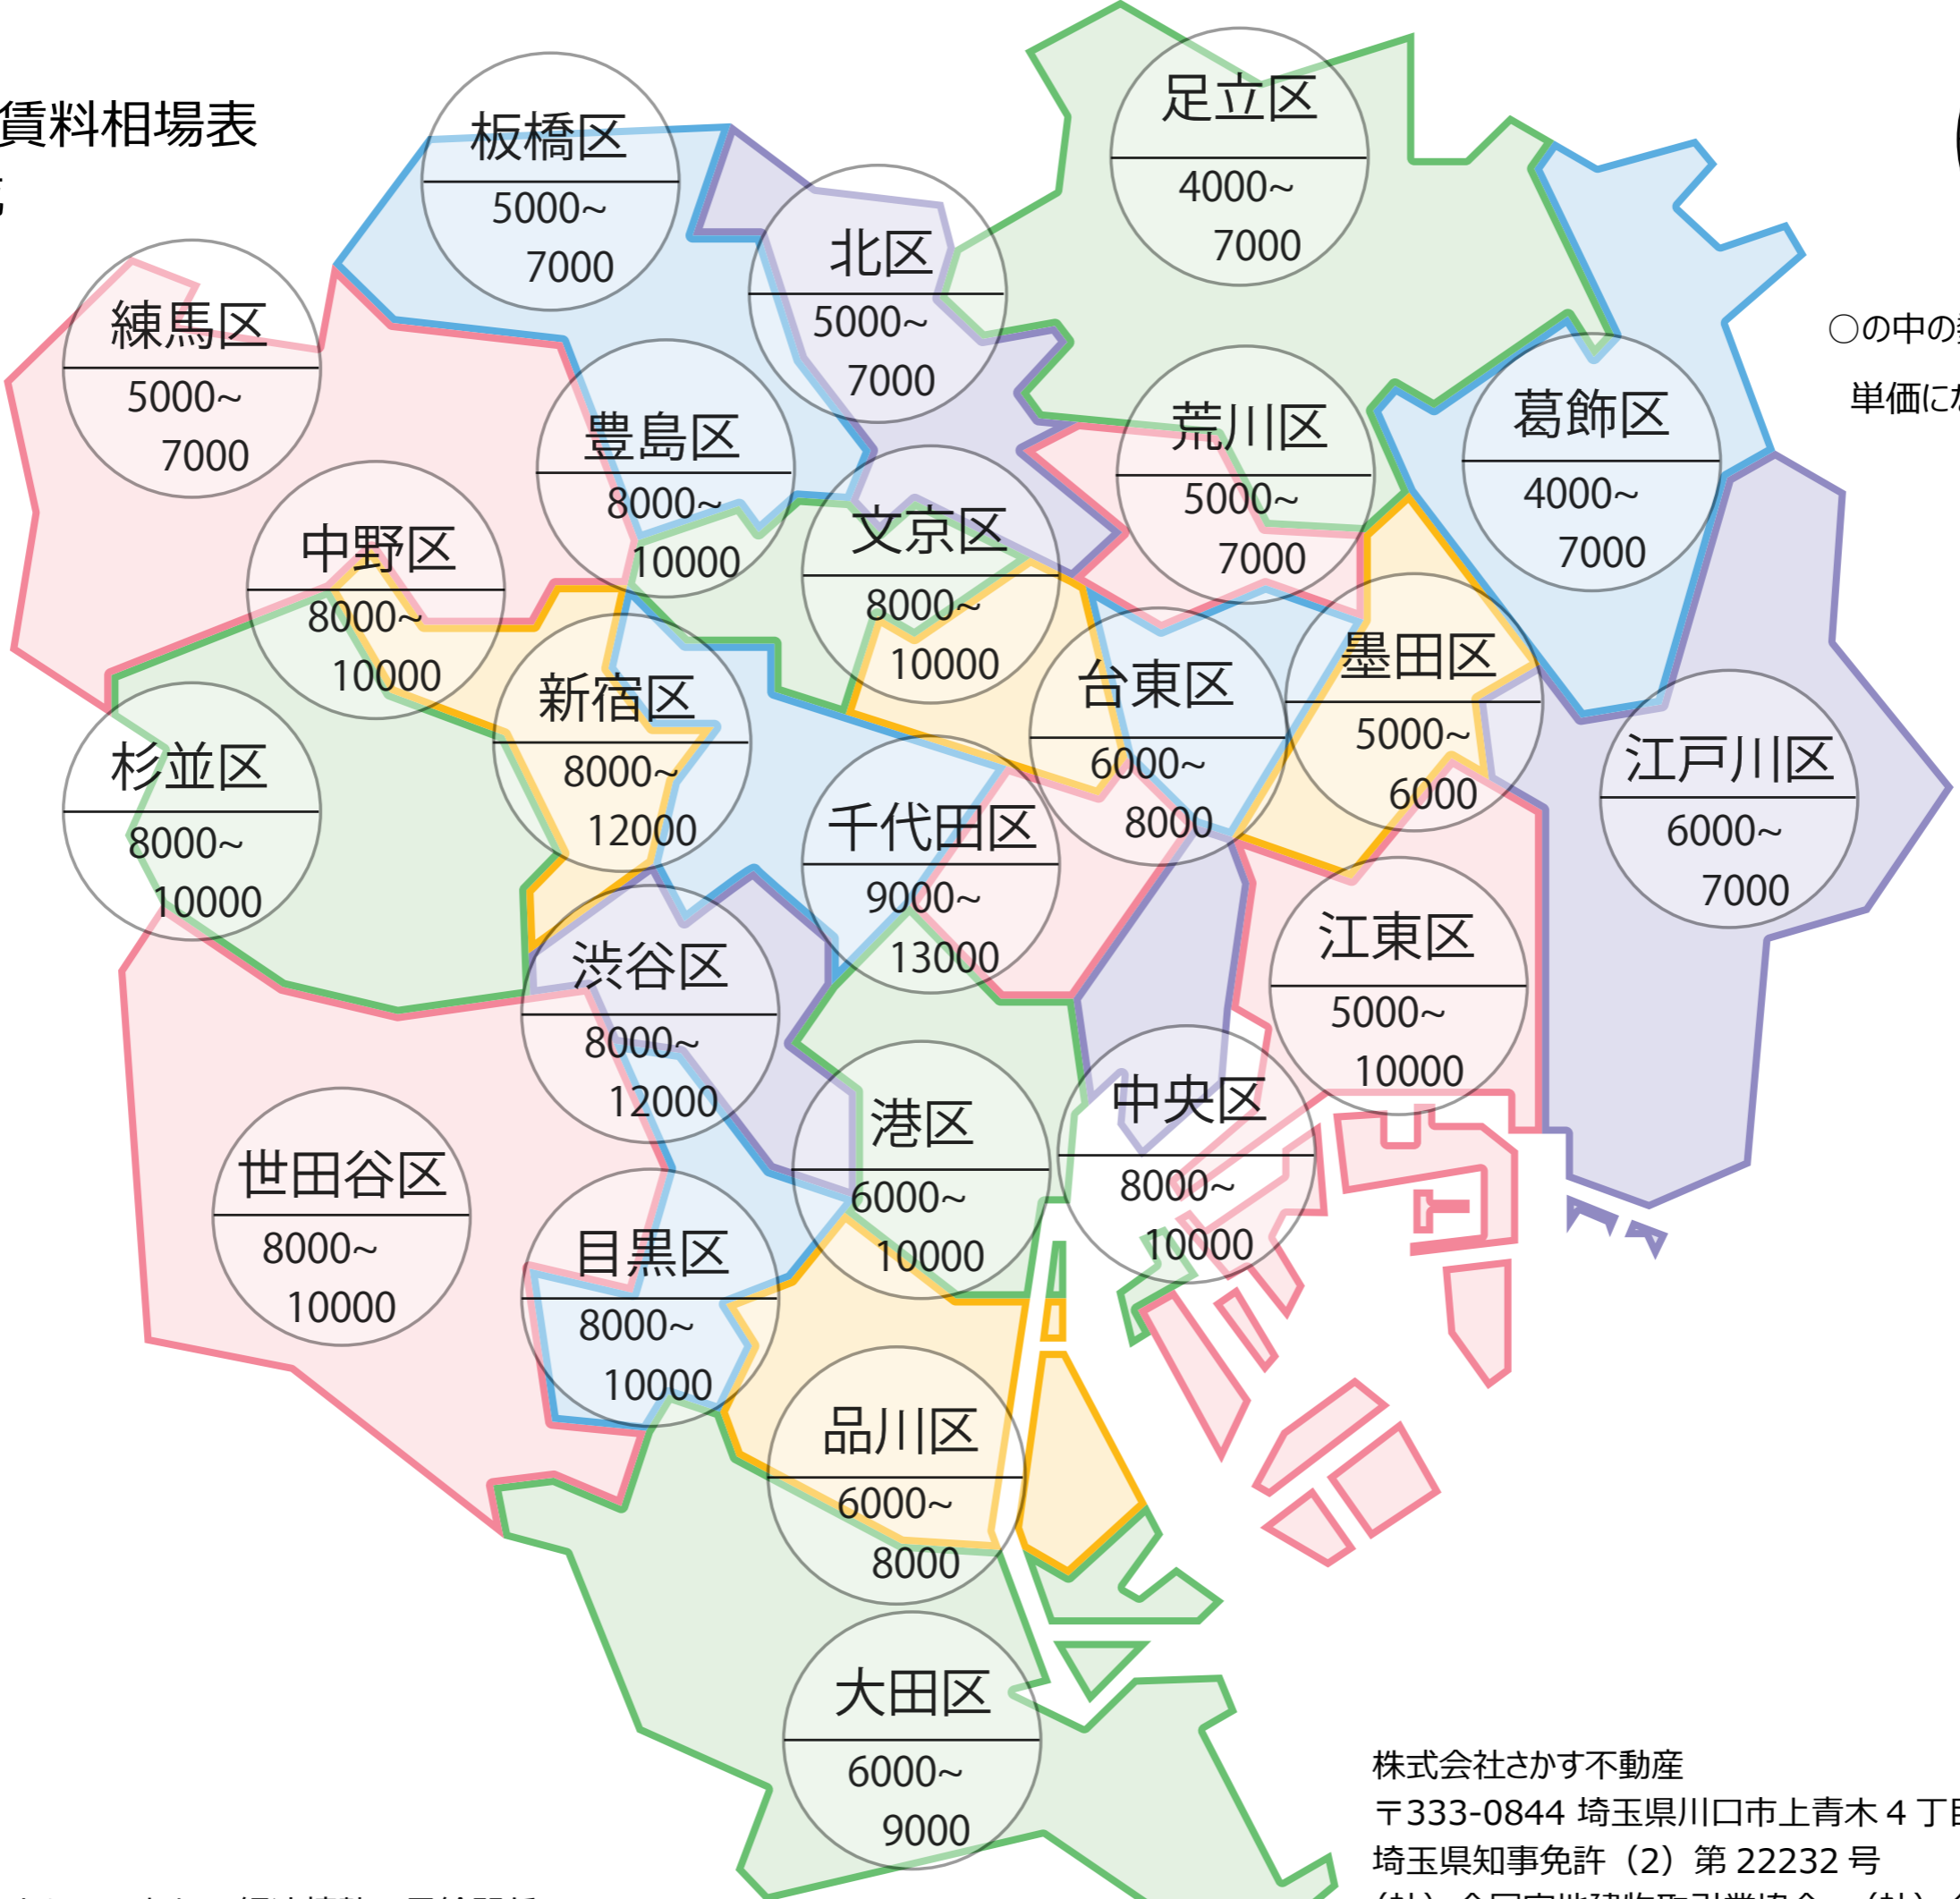 賃料相場表
足立区
4000~
7000
板橋区
5000~
7000
北区
5000~
7000
練馬区
5000~
7000
○の中の
単価に
豊島区
8000~
10000
荒川区
5000~
7000
葛飾区
4000~
7000
中野区
8000~
10000
文京区
8000~
10000
新宿区
8000~
12000
台東区
6000~
8000
墨田区
5000~
6000
杉並区
8000~
10000
江戸川区
6000~
7000
千代田区
9000~
13000
渋谷区
8000~
12000
江東区
5000~
10000
世田谷区
8000~
10000
港区
6000~
10000
中央区
8000~
10000
目黒区
8000~
10000
品川区
6000~
8000
大田区
6000~
9000
株式会社さかす不動産
〒333-0844 埼玉県川口市上青木４丁目
埼玉県知事免許（2）第 22232 号